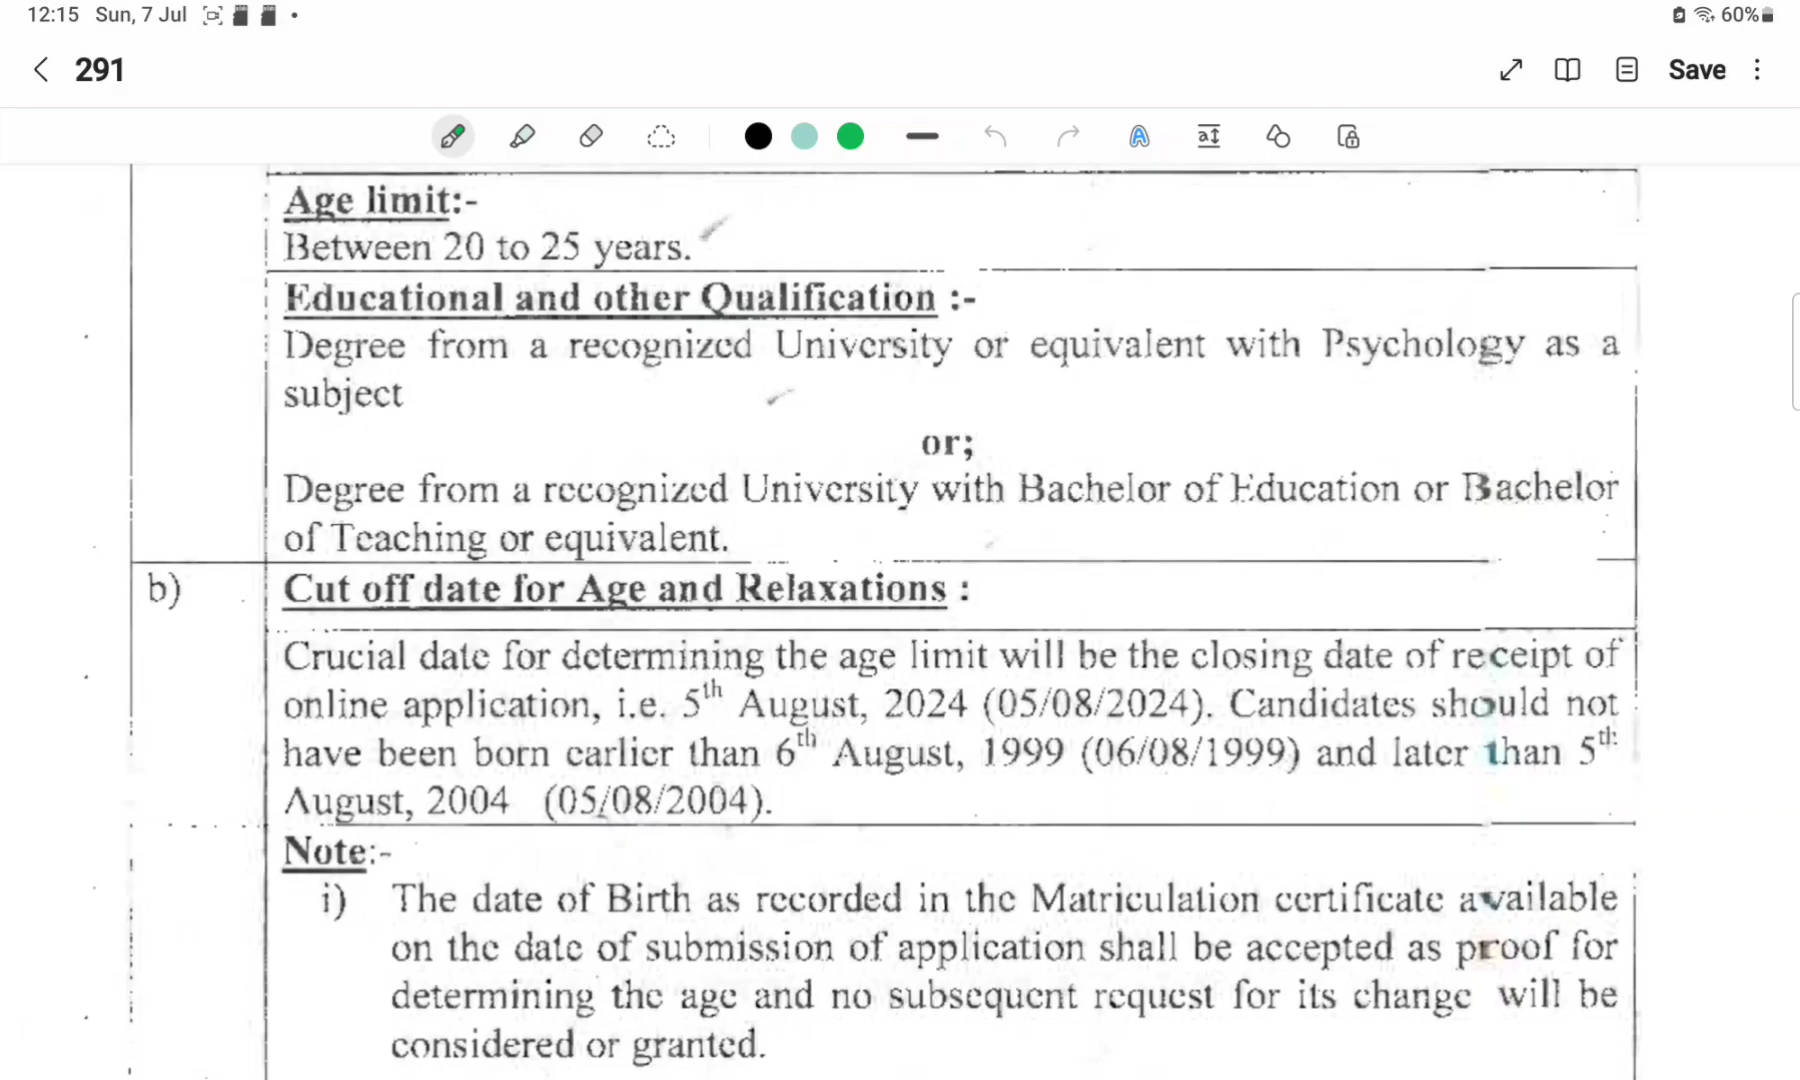 12:15 Sun, 7 Jul
60%
291
Save
Age limit:-
Between 20 to 25 years.
Educational and other Qualification :-
Degree from a recognized University or equivalent with Psychology as a
subject
or;
Degree from a recognized University with Bachelor of Education or Bachelor
of Teaching or equivalent.
b) Cut off date for Age and Relaxations :
Crucial date for determining the age limit will be the closing date of receipt of
online application, i.e. 5th August, 2024 (05/08/2024). Candidates should not
have been born earlier than 6th August, 1999 (06/08/1999) and later than 5th
August, 2004 (05/08/2004).
Note:-
i) The date of Birth as recorded in the Matriculation certificate available
on the date of submission of application shall be accepted as proof for
determining the age and no subsequent request for its change will be
considered or granted.